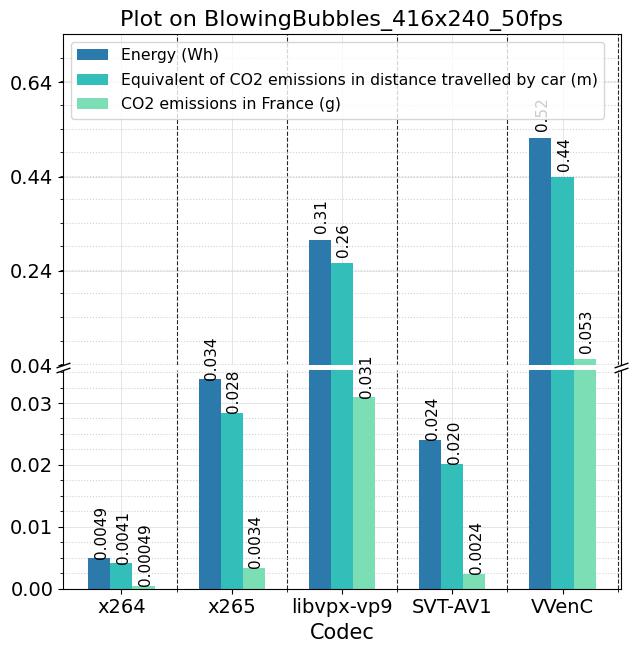 Plot on BlowingBubbles_416x240_50fps
Energy (Wh)
Equivalent of CO2 emissions in distance travelled by car (m)
CO2 emissions in France (g)
0.64
0.44
0.24
0.04
0.03
0.02
0.01
0.00
0.0049
0.0041
0.00049
0.034
0.028
0.0034
0.31
0.26
0.031
0.024
0.020
0.0024
0.52
0.44
0.053
x264
x265
libvpx-vp9
SVT-AV1
VVenC
Codec